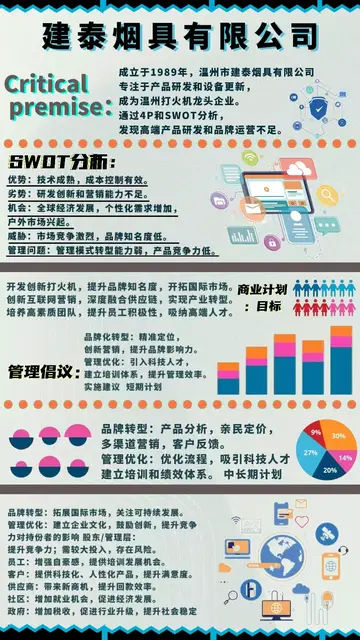 建泰烟具有限公司
Critical
premise:
成立于1989年，温州市建泰烟具有限公司
专注于产品研发和设备更新，
成为温州打火机龙头企业。
通过4P和SWOT分析，
发现高端产品研发和品牌运营不足。
SWOT分析:
优势：技术成熟，成本控制有效。
劣势：研发创新和营销能力不足。
机会：全球经济发展，个性化需求增加，
户外市场兴起。
威胁：市场竞争激烈，品牌知名度低。
管理问题：管理模式转型能力弱，产品竞争力低。
开发创新打火机，提升品牌知名度，开拓国际市场。
创新互联网营销，深度融合供应链，实现产业转型。
培养高素质团队，提升员工积极性，吸纳高端人才。
商业计划
：目标
管理倡议：
品牌化转型：精准定位，
创新营销，提升品牌影响力。
管理优化：引入科技人才，
建立培训体系，提升管理效率。
实施建议 短期计划
品牌转型：产品分析，亲民定价，
多渠道营销，客户反馈。
管理优化：优化流程，吸引科技人才
建立培训和绩效体系。 中长期计划
9%
30%
27%
14%
20%
品牌转型：拓展国际市场，关注可持续发展。
管理优化：建立企业文化，鼓励创新，提升竞争
力对持份者的影响 股东/管理层：
提升竞争力；需较大投入，存在风险。
员工：增强自豪感，提供培训发展机会。
客户：提供科技化、人性化产品，提升满意度。
供应商：带来新商机，提升回款效率。
社区：增加就业机会，促进经济发展。
政府：增加税收，促进行业升级，提升社会稳定